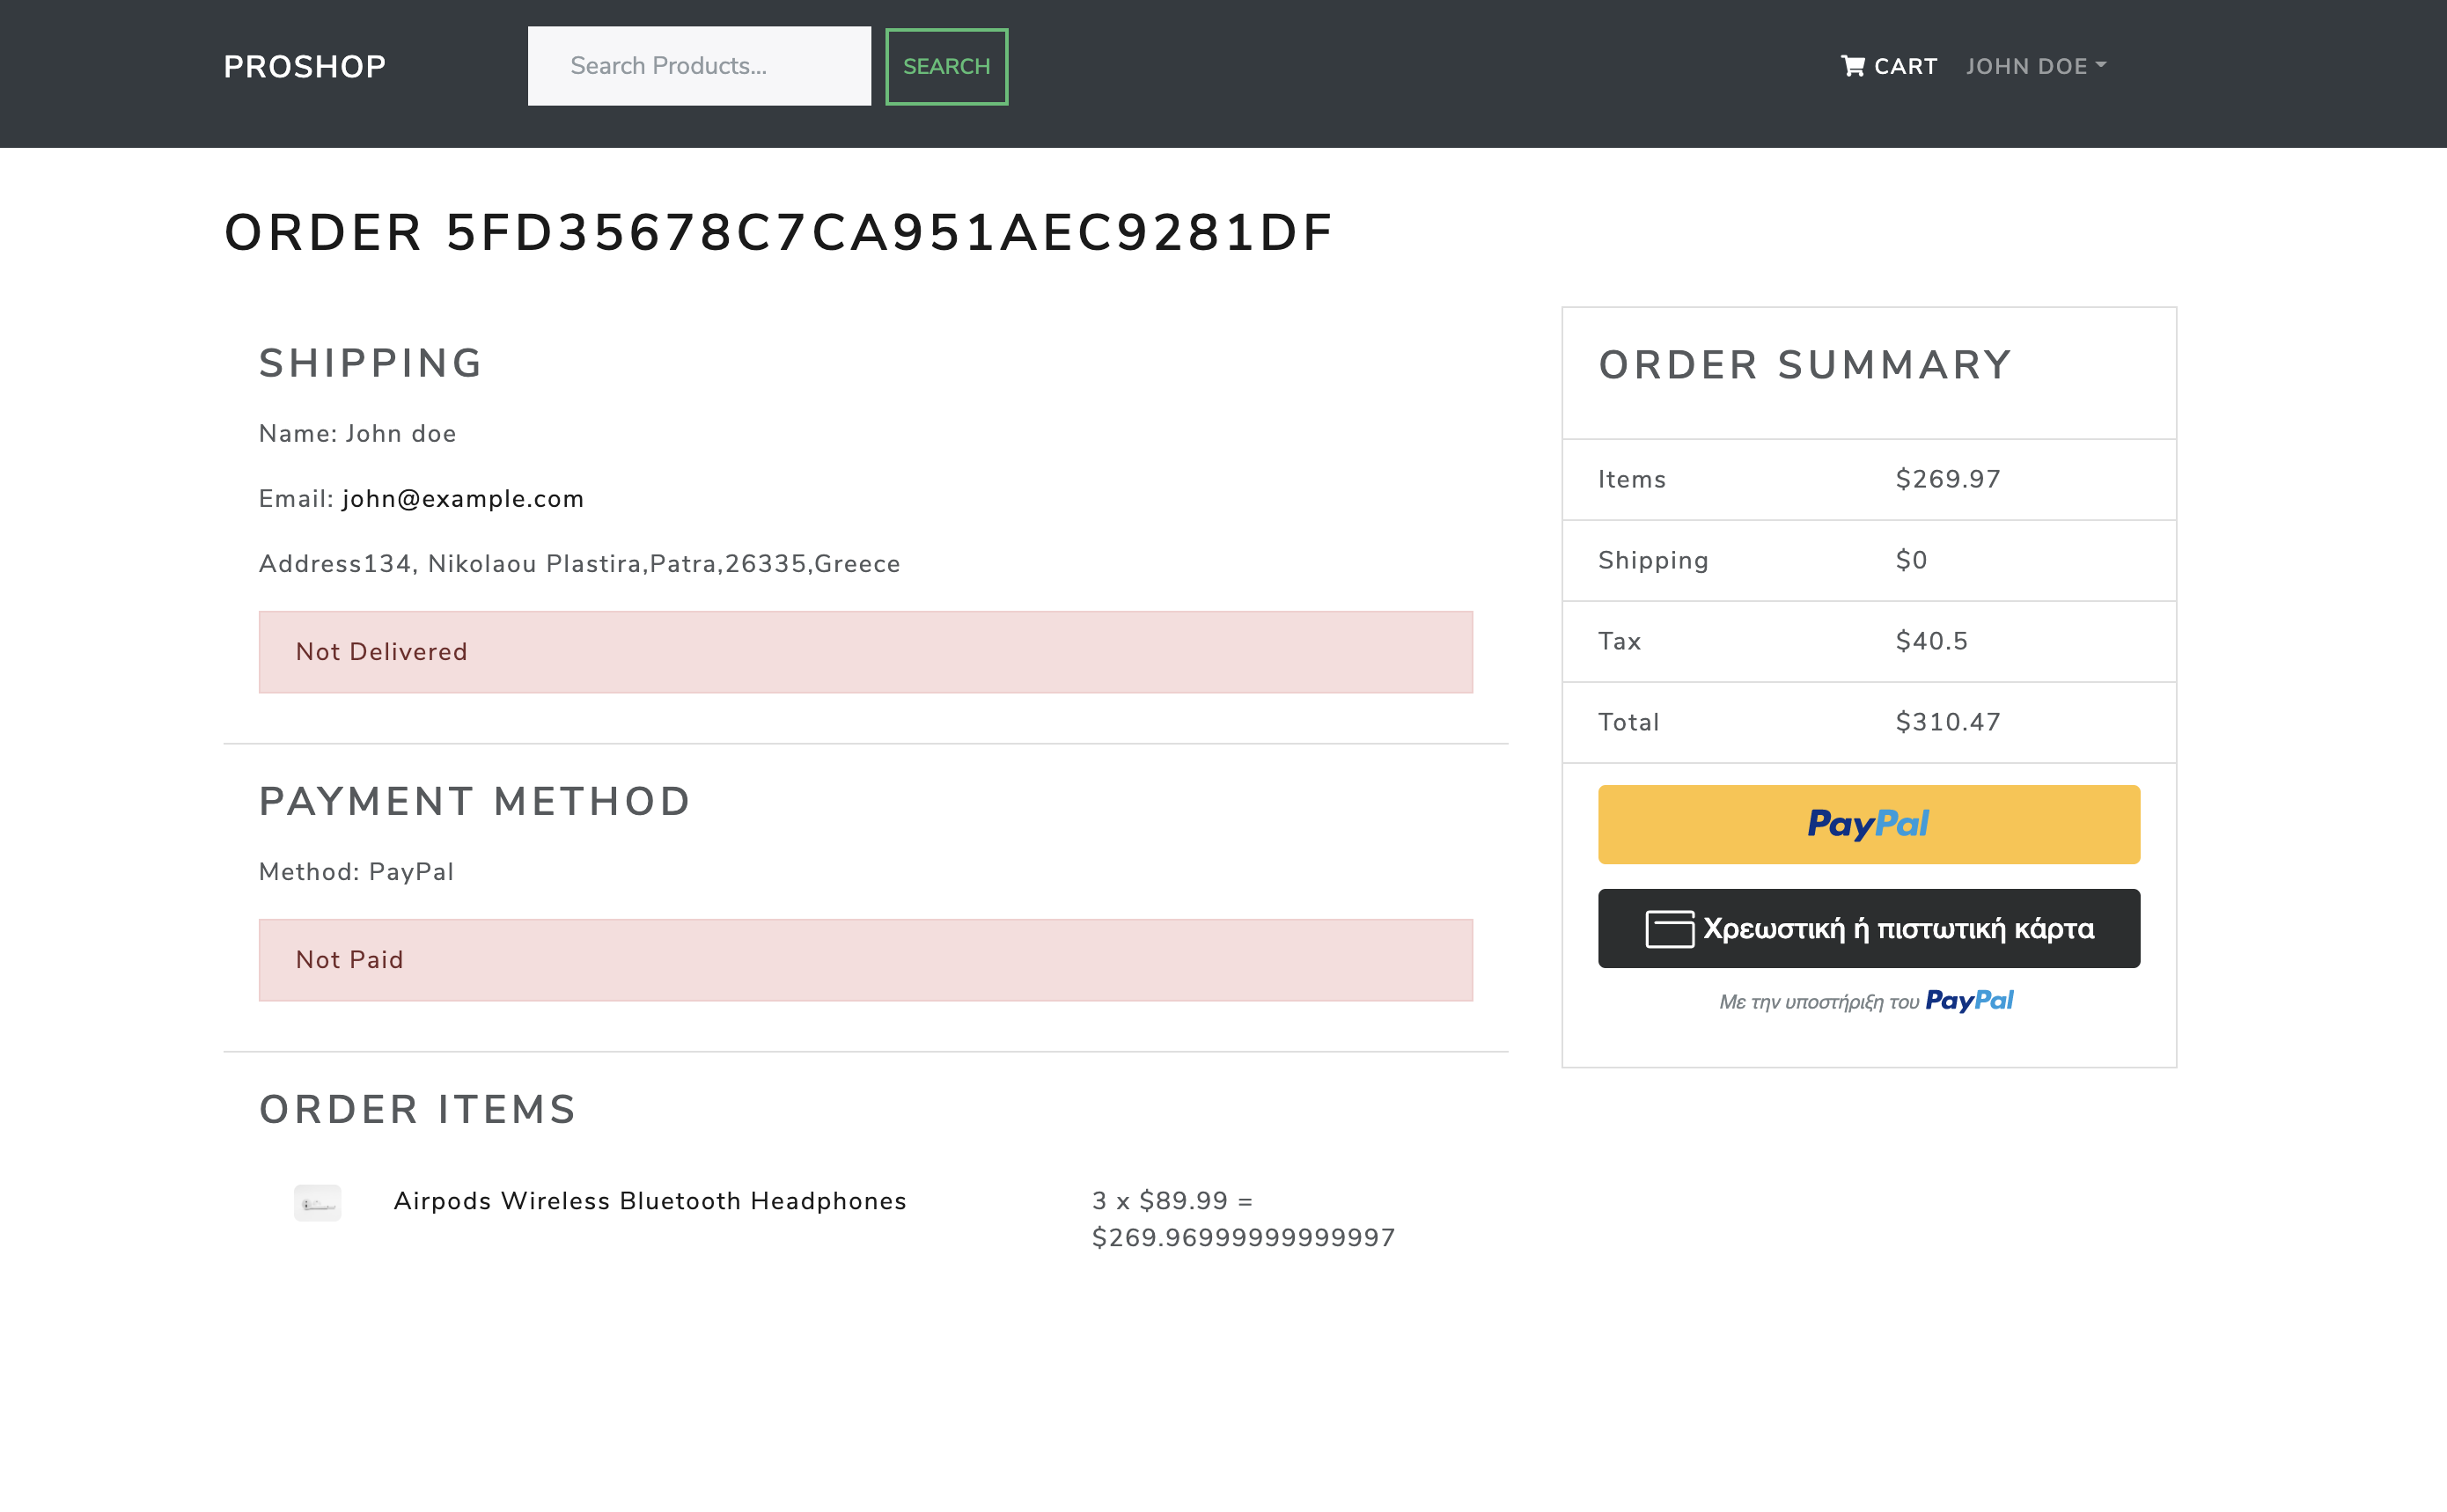 PROSHOP
Search Products...
SEARCH
CART
JOHN DOE
ORDER 5FD35678C7CA951AEC9281DF
SHIPPING
Name: John doe
Email: john@example.com
Address134, Nikolaou Plastira,Patra,26335,Greece
Not Delivered
PAYMENT METHOD
Method: PayPal
Not Paid
ORDER ITEMS
Airpods Wireless Bluetooth Headphones
3 x $89.99 =
$269.96999999999997
ORDER SUMMARY
Items $269.97
Shipping $0
Tax $40.5
Total $310.47
PayPal
Χρεωστική ή πιστωτική κάρτα
Με την υποστήριξη του PayPal